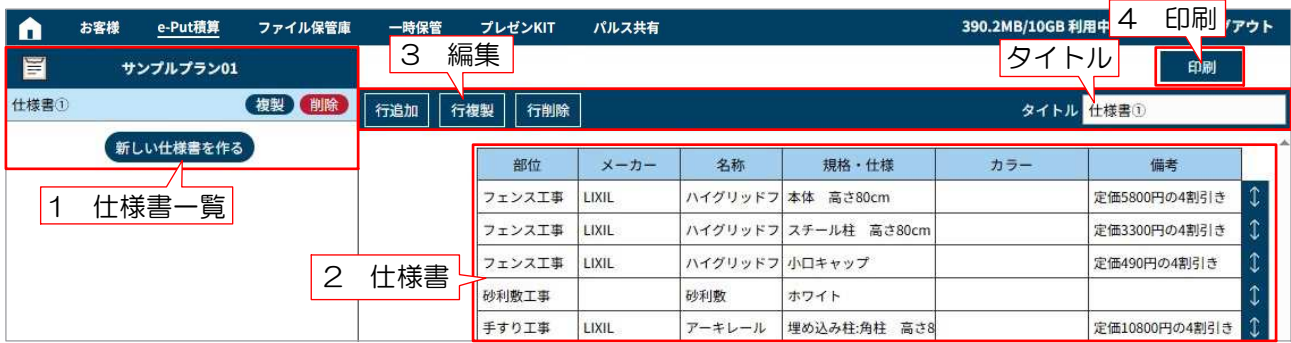 お客様 e-Put積算 ファイル保管庫 一時保管 プレゼンKIT パルス共有 390.2MB/10GB 利用中 アウト
4 印刷
3 編集
タイトル
サンプルプラン01
印刷
仕様書① 複製 削除
行追加 行複製 行削除 タイトル 仕様書①
新しい仕様書を作る
1 仕様書一覧
2 仕様書
部位 メーカー 名称 規格・仕様 カラー 備考
フェンス工事 LIXIL ハイグリッドフ 本体 高さ80cm 定価5800円の4割引き
フェンス工事 LIXIL ハイグリッドフ スチール柱 高さ80cm 定価3300円の4割引き
フェンス工事 LIXIL ハイグリッドフ 小口キャップ 定価490円の4割引き
砂利敷工事 砂利敷 ホワイト
手すり工事 LIXIL アーキレール 埋め込み柱:角柱 高さ8 定価10800円の4割引き